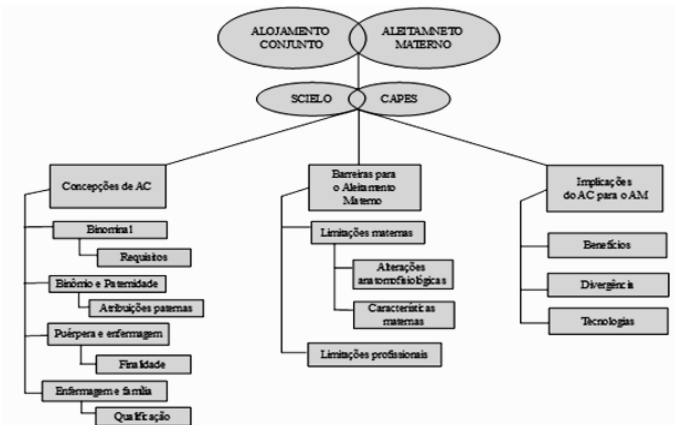 ALOJAMENTO
CONJUNTO
ALEITAMNETO
MATERNO
SCIELO
CAPES
Concepções de AC
Binominal
Requisitos
Binômio e Paternidade
Atribuições paternas
Puérpera e enfermagem
Finalidade
Enfermagem e família
Qualificação
Barreiras para
o Aleitamento
Materno
Limitações maternas
Alterações
anatomofisiológicas
Características
maternas
Limitações profissionais
Implicações
do AC para o AM
Benefícios
Divergência
Tecnologias